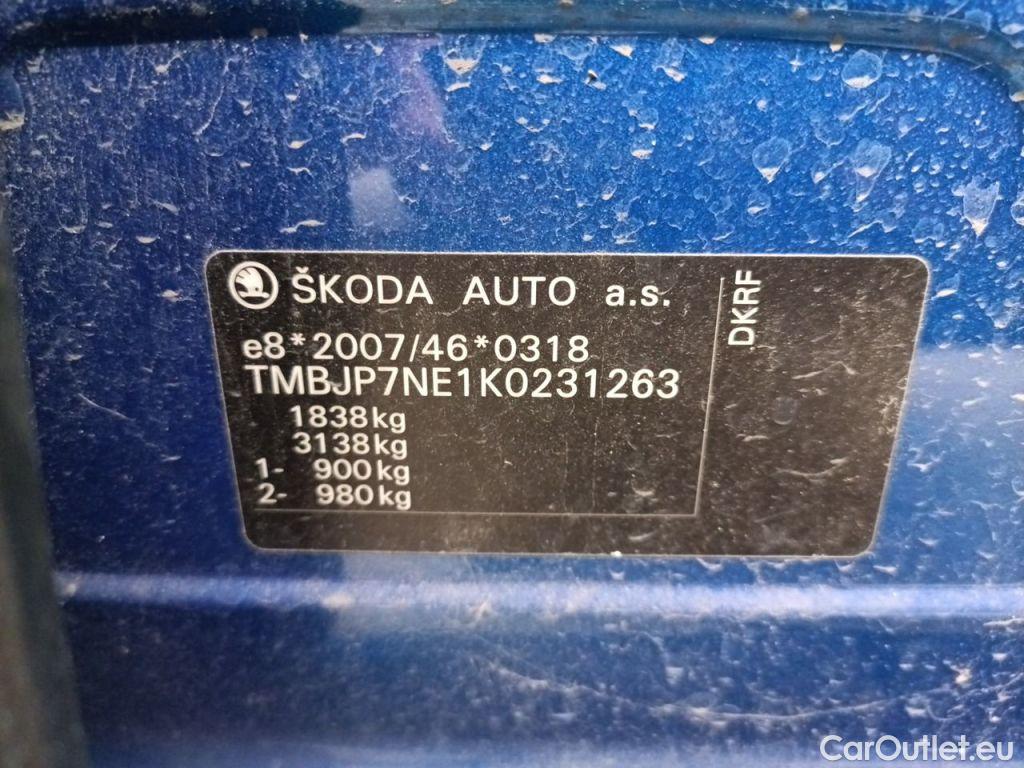 ŠKODA AUTO a.s.
e8*2007/46*0318
TMBJP7NE1K0231263
1838kg
3138kg
1- 900kg
2- 980kg
DKRF
CarOutlet.eu